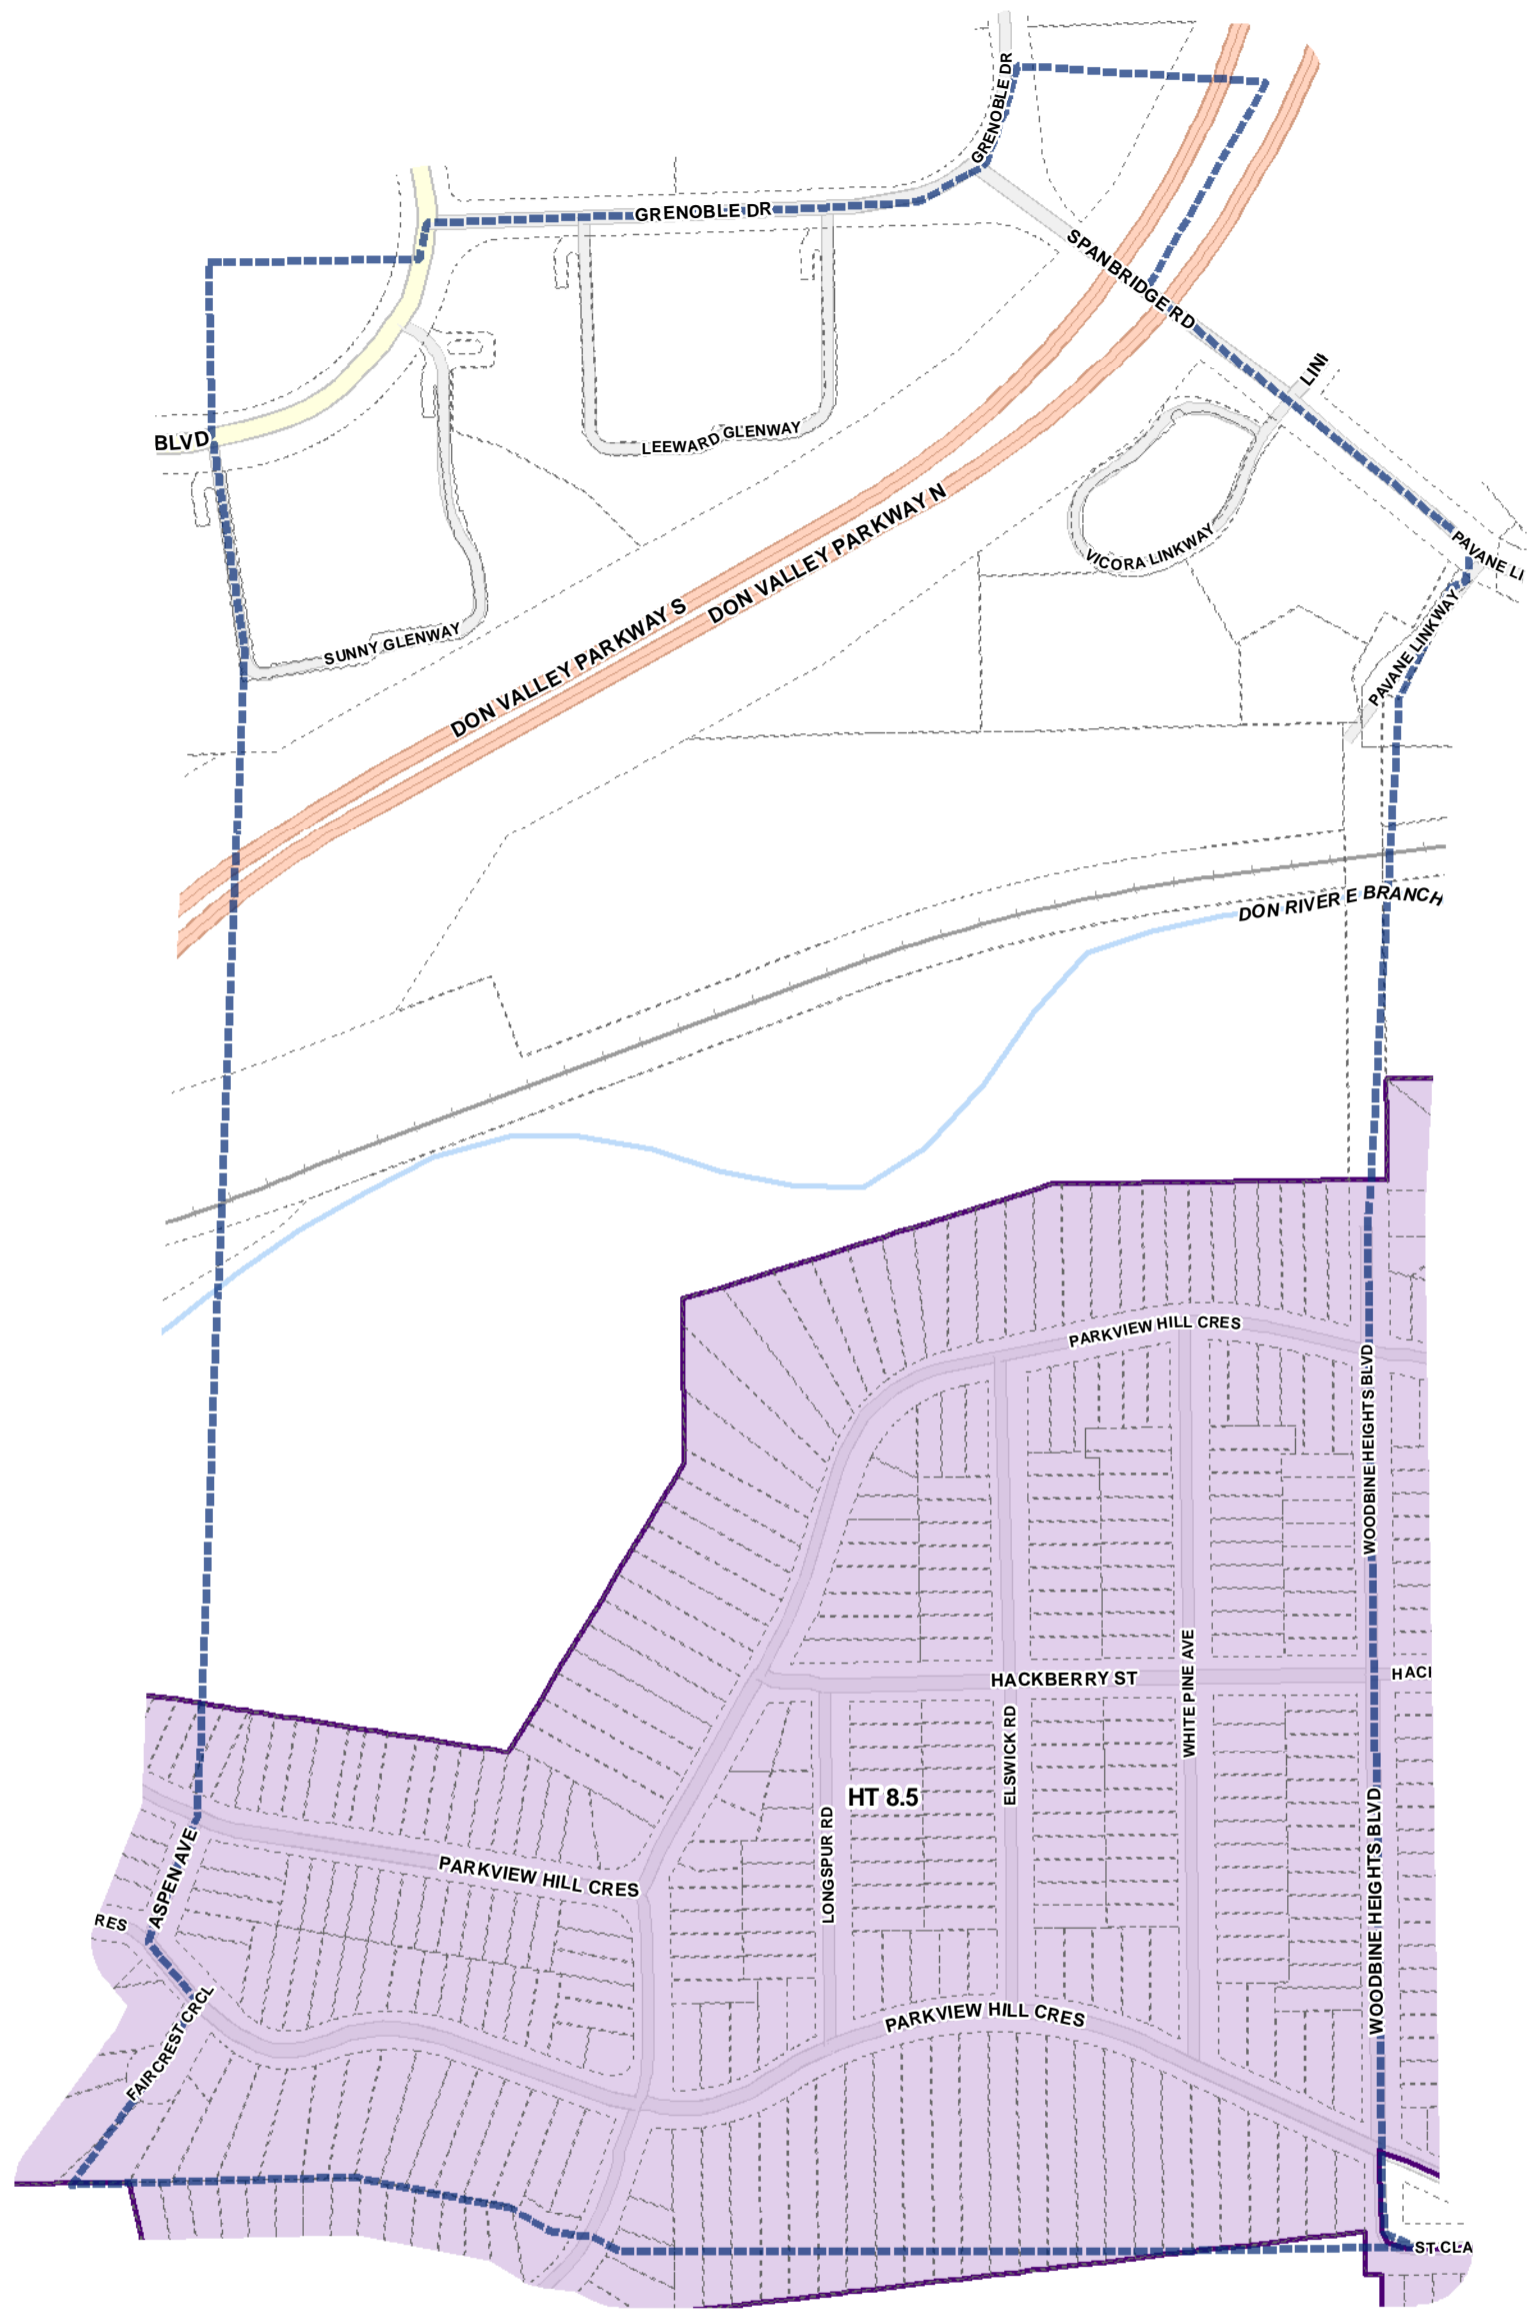 GRENOBLE DR
GRENOBLE DR
SPANBRIDGE RD
LINI
BLVD
LEEWARD GLENWAY
DON VALLEY PARKWAY N
VICORA LINKWAY
PAVANE LI
PAVANE LINKWAY
SUNNY GLENWAY
DON VALLEY PARKWAY S
DON RIVER E BRANCH
PARKVIEW HILL CRES
WOODBINE HEIGHTS BLVD
HACKBERRY ST
HACI
WHITE PINE AVE
ELSWICK RD
HT 8.5
LONGSPUR RD
WOODBINE HEIGHTS BLVD
PARKVIEW HILL CRES
ASPEN AVE
RES
FAIRCREST CRCL
PARKVIEW HILL CRES
ST CLA